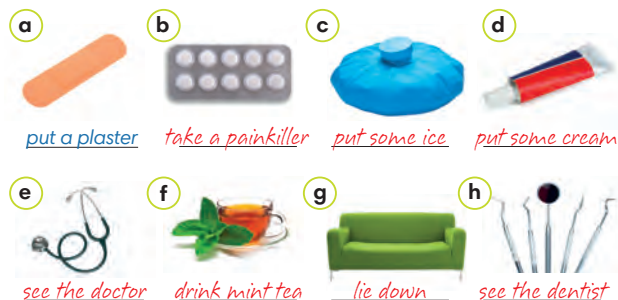 a b c d
put a plaster take a painkiller put some ice put some cream
e f g h
see the doctor drink mint tea lie down see the dentist